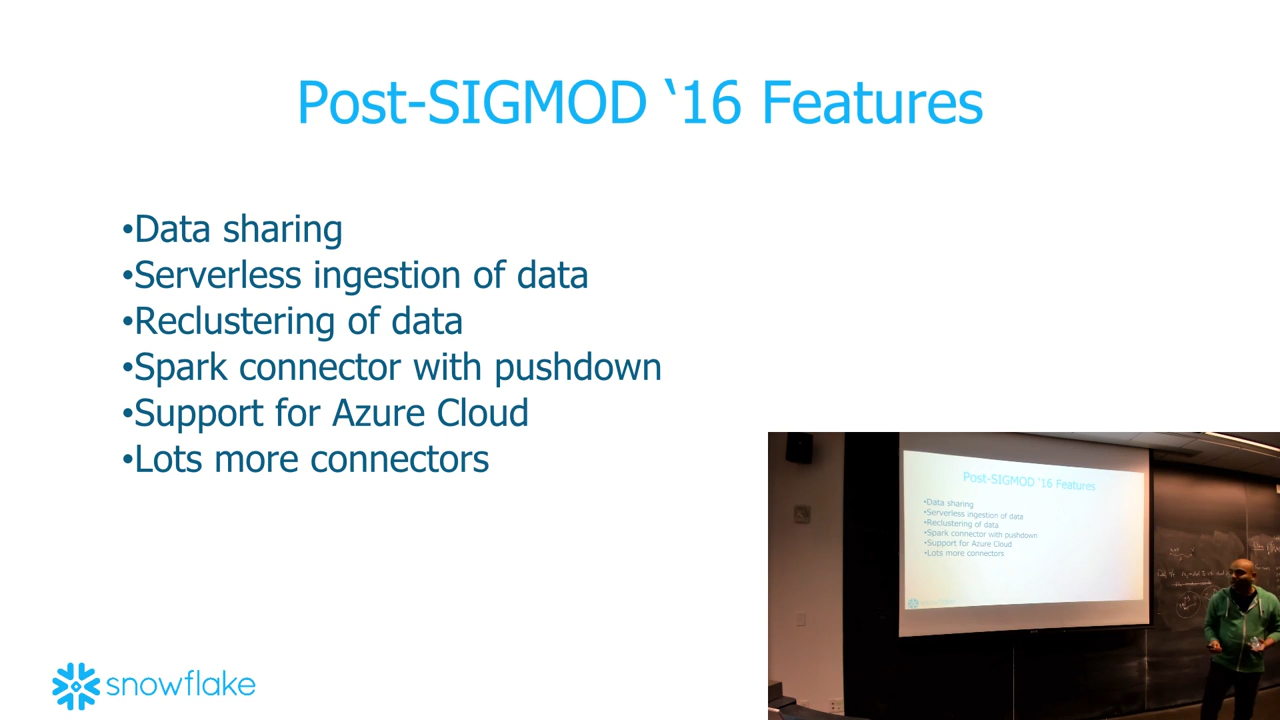 Post-SIGMOD ‘16 Features
•Data sharing
•Serverless ingestion of data
•Reclustering of data
•Spark connector with pushdown
•Support for Azure Cloud
•Lots more connectors
snowflake
Post-SIGMOD ‘16 Features
•Data sharing
•Serverless ingestion of data
•Reclustering of data
•Spark connector with pushdown
•Support for Azure Cloud
•Lots more connectors
snowflake